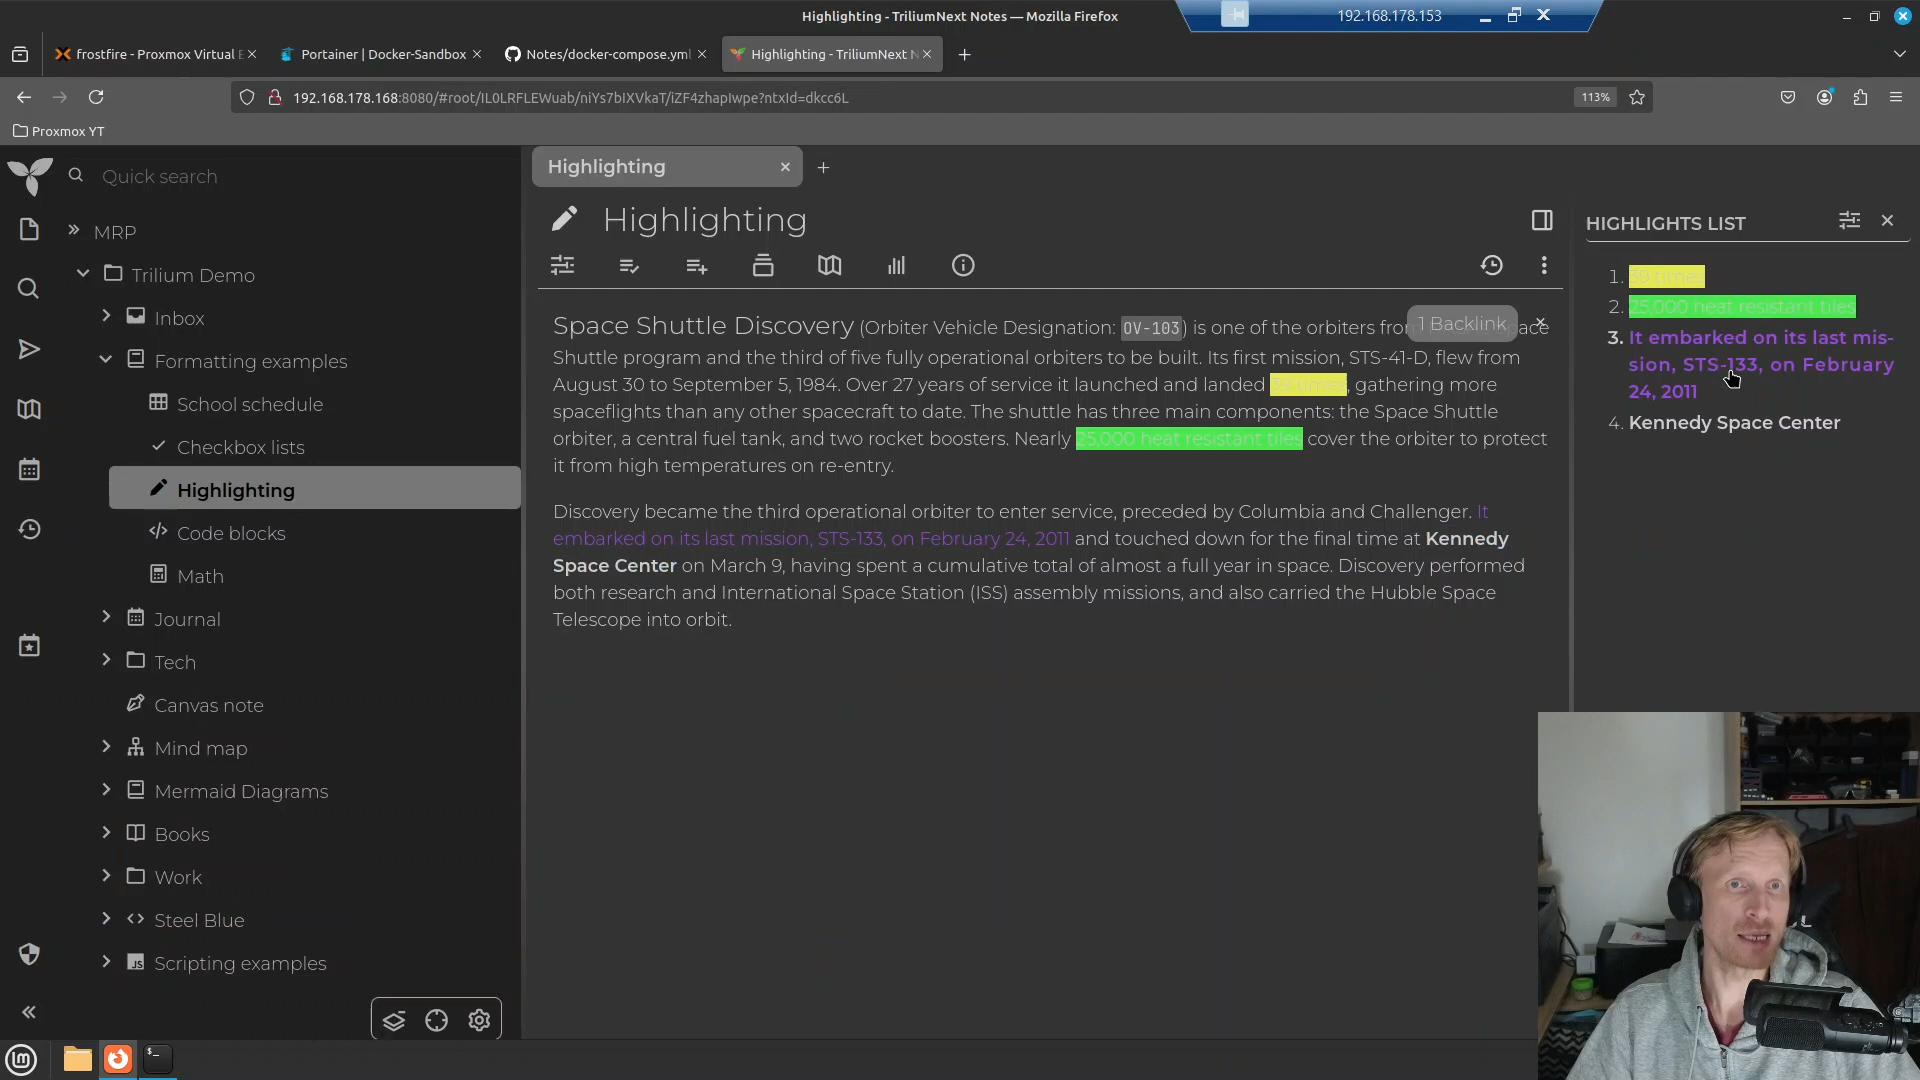 Highlighting - TriliumNext Notes — Mozilla Firefox
192.168.178.153
frostfire - Proxmox Virtual E
Portainer | Docker-Sandbox
Notes/docker-compose.yml
Highlighting - TriliumNext N
192.168.178.168:8080/#root/IL0LRFLEWuab/niYs7bIXVkaT/iZF4zhapIwpe?ntxId=dkcc6L
113%
Proxmox YT
Quick search
MRP
Trilium Demo
Inbox
Formatting examples
School schedule
Checkbox lists
Highlighting
Code blocks
Math
Journal
Tech
Canvas note
Mind map
Mermaid Diagrams
Books
Work
Steel Blue
Scripting examples
Highlighting
Highlighting
1 Backlink
Space Shuttle Discovery (Orbiter Vehicle Designation: OV-103) is one of the orbiters from
Shuttle program and the third of five fully operational orbiters to be built. Its first mission, STS-41-D, flew from
August 30 to September 5, 1984. Over 27 years of service it launched and landed 39 times, gathering more
spaceflights than any other spacecraft to date. The shuttle has three main components: the Space Shuttle
orbiter, a central fuel tank, and two rocket boosters. Nearly 25,000 heat resistant tiles cover the orbiter to protect
it from high temperatures on re-entry.
Discovery became the third operational orbiter to enter service, preceded by Columbia and Challenger. It
embarked on its last mission, STS-133, on February 24, 2011 and touched down for the final time at Kennedy
Space Center on March 9, having spent a cumulative total of almost a full year in space. Discovery performed
both research and International Space Station (ISS) assembly missions, and also carried the Hubble Space
Telescope into orbit.
HIGHLIGHTS LIST
1. 39 times
2. 25,000 heat resistant tiles
3. It embarked on its last mis-
sion, STS-133, on February
24, 2011
4. Kennedy Space Center